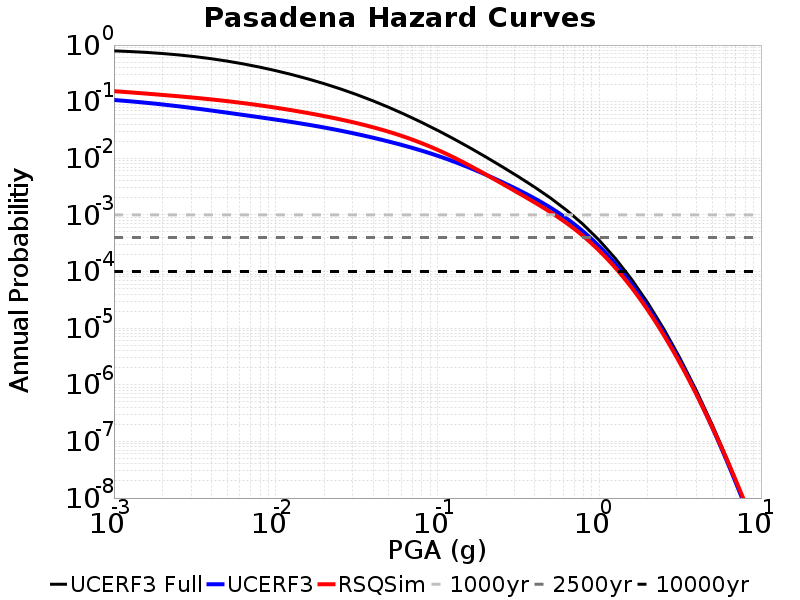 Pasadena Hazard Curves
Annual Probabilitiy
10^0
10^-1
10^-2
10^-3
10^-4
10^-5
10^-6
10^-7
10^-8
10^-3 10^-2 10^-1 10^0 10^1
PGA (g)
UCERF3 Full UCERF3 RSQSim 1000yr 2500yr 10000yr